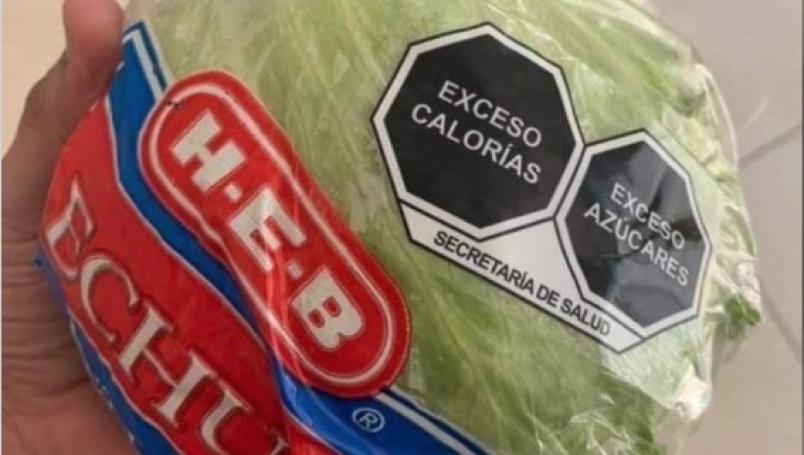 H-E-B
ECHU
®
EXCESO
CALORÍAS
EXCESO
AZÚCARES
SECRETARÍA DE SALUD